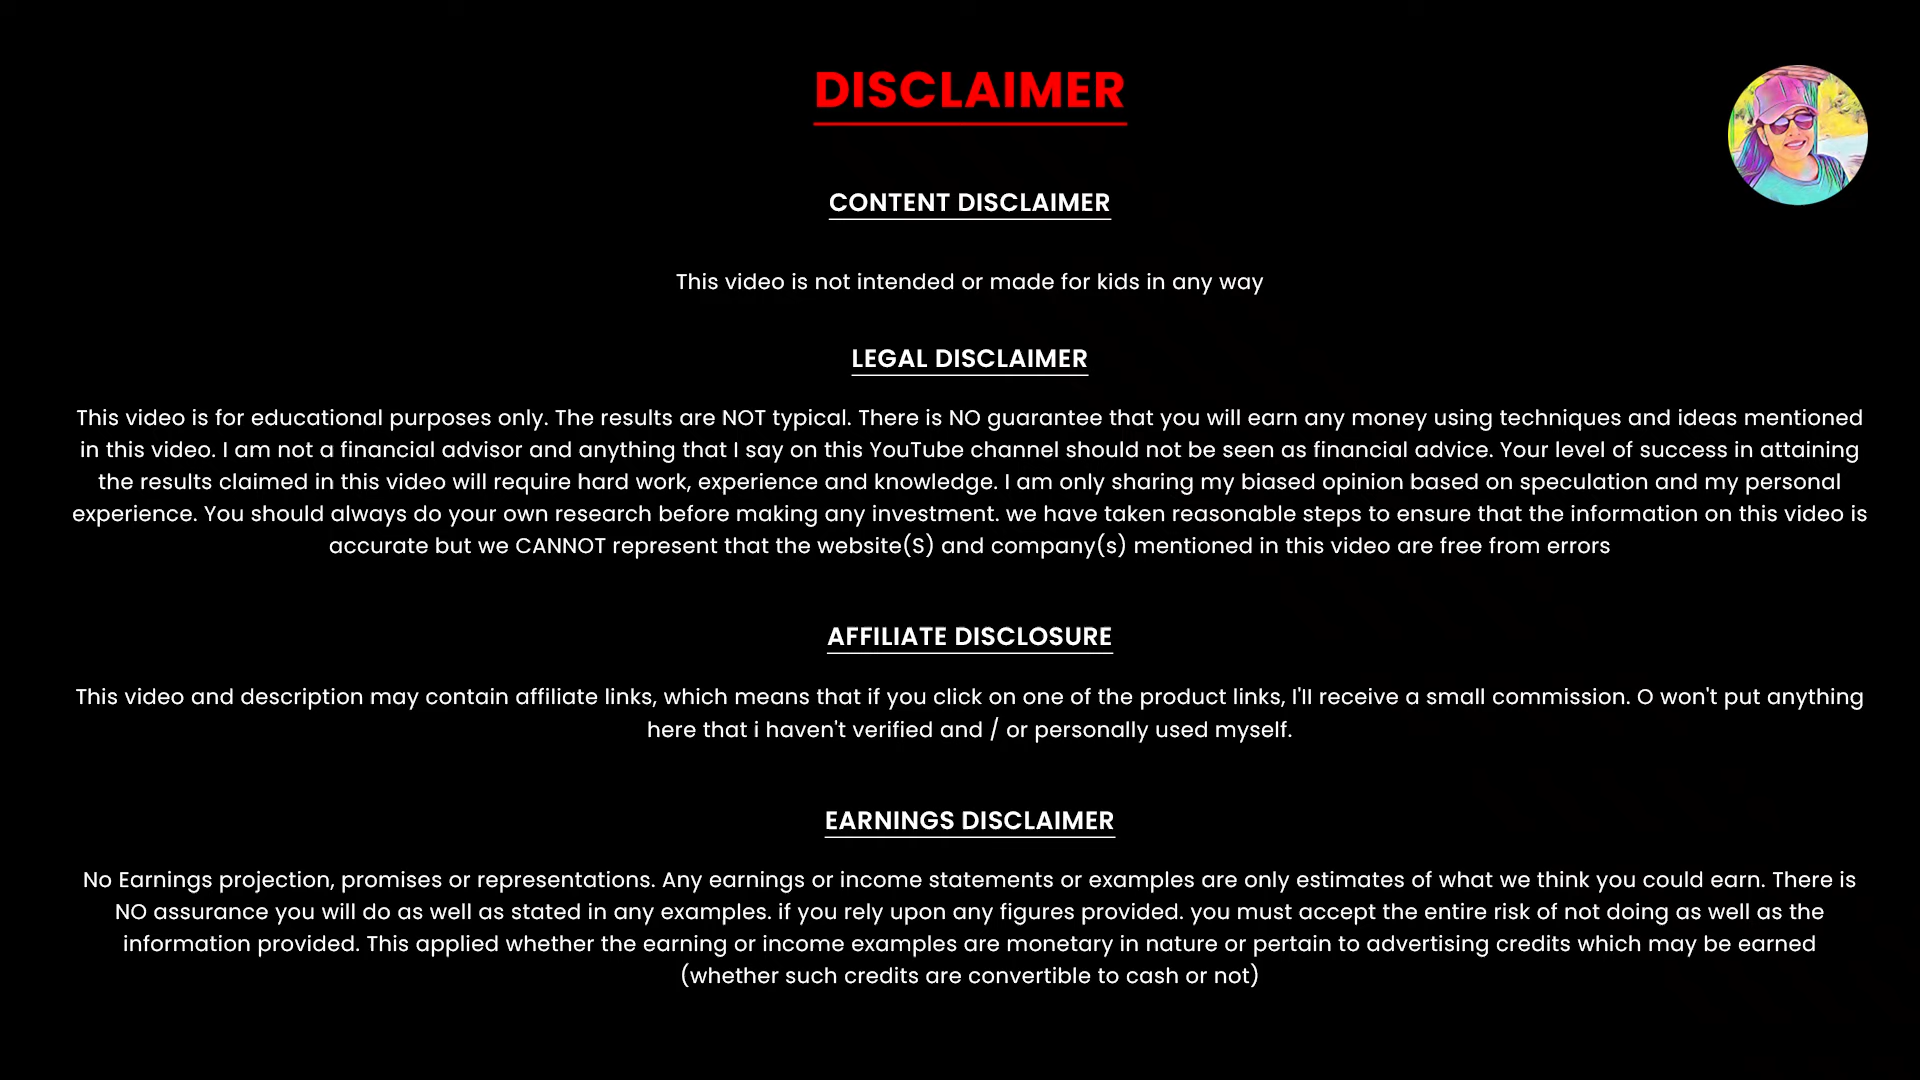 DISCLAIMER
CONTENT DISCLAIMER
This video is not intended or made for kids in any way
LEGAL DISCLAIMER
This video is for educational purposes only. The results are NOT typical. There is NO guarantee that you will earn any money using techniques and ideas mentioned
in this video. I am not a financial advisor and anything that I say on this YouTube channel should not be seen as financial advice. Your level of success in attaining
the results claimed in this video will require hard work, experience and knowledge. I am only sharing my biased opinion based on speculation and my personal
experience. You should always do your own research before making any investment. we have taken reasonable steps to ensure that the information on this video is
accurate but we CANNOT represent that the website(S) and company(s) mentioned in this video are free from errors
AFFILIATE DISCLOSURE
This video and description may contain affiliate links, which means that if you click on one of the product links, I'll receive a small commission. O won't put anything
here that i haven't verified and / or personally used myself.
EARNINGS DISCLAIMER
No Earnings projection, promises or representations. Any earnings or income statements or examples are only estimates of what we think you could earn. There is
NO assurance you will do as well as stated in any examples. if you rely upon any figures provided. you must accept the entire risk of not doing as well as the
information provided. This applied whether the earning or income examples are monetary in nature or pertain to advertising credits which may be earned
(whether such credits are convertible to cash or not)